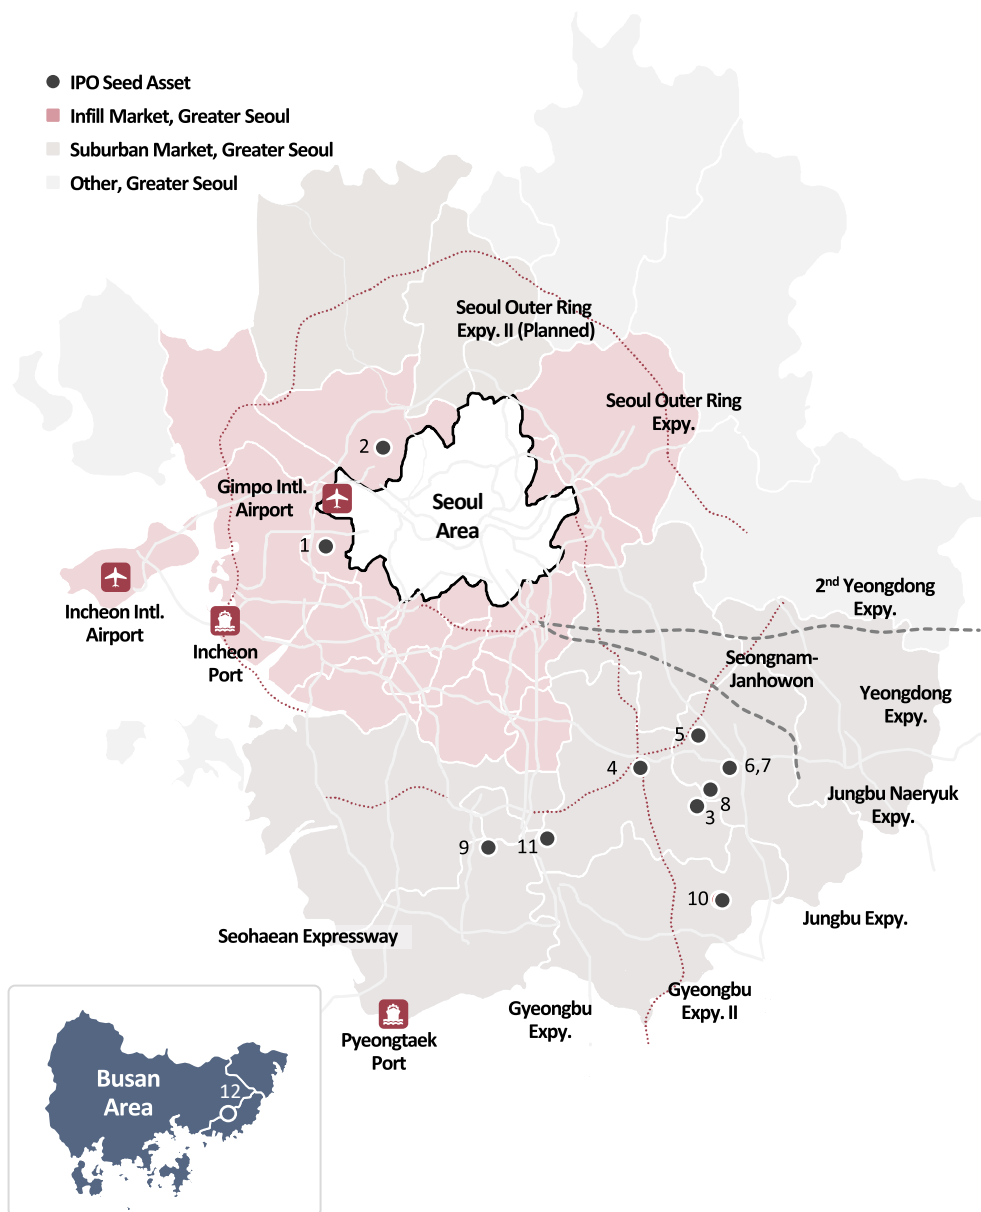 IPO Seed Asset
Infill Market, Greater Seoul
Suburban Market, Greater Seoul
Other, Greater Seoul
Seoul Outer Ring
Expy. II (Planned)
Seoul Outer Ring
Expy.
2
Gimpo Intl.
Airport
Seoul
Area
1
Incheon Intl.
Airport
2nd Yeongdong
Expy.
Incheon
Port
Seongnam-
Janhowon
Yeongdong
Expy.
5
4
6,7
Jungbu Naeryuk
Expy.
8
3
9
11
10
Jungbu Expy.
Seohaean Expressway
Gyeongbu
Expy. II
Gyeongbu
Expy.
Pyeongtaek
Port
Busan
Area
12